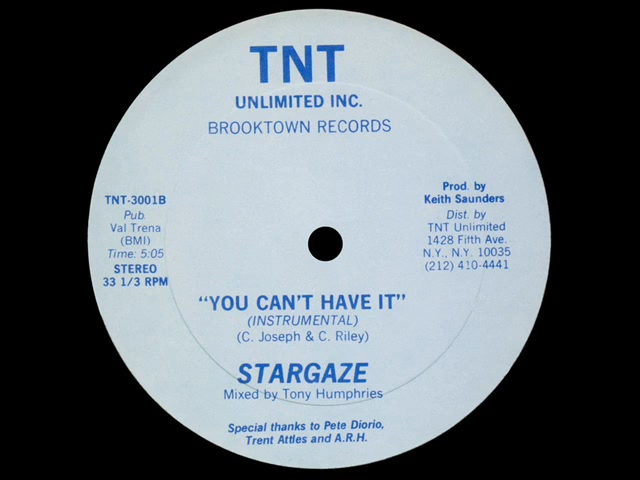 TNT
UNLIMITED INC.
BROOKTOWN RECORDS
TNT-3001B
Pub.
Val Trena
(BMI)
Time: 5:05
STEREO
33 1/3 RPM
Prod. by
Keith Saunders
Dist. by
TNT Unlimited
1428 Fifth Ave.
N.Y., N.Y. 10035
(212) 410-4441
"YOU CAN'T HAVE IT"
(INSTRUMENTAL)
(C. Joseph & C. Riley)
STARGAZE
Mixed by Tony Humphries
Special thanks to Pete Diorio,
Trent Attles and A.R.H.